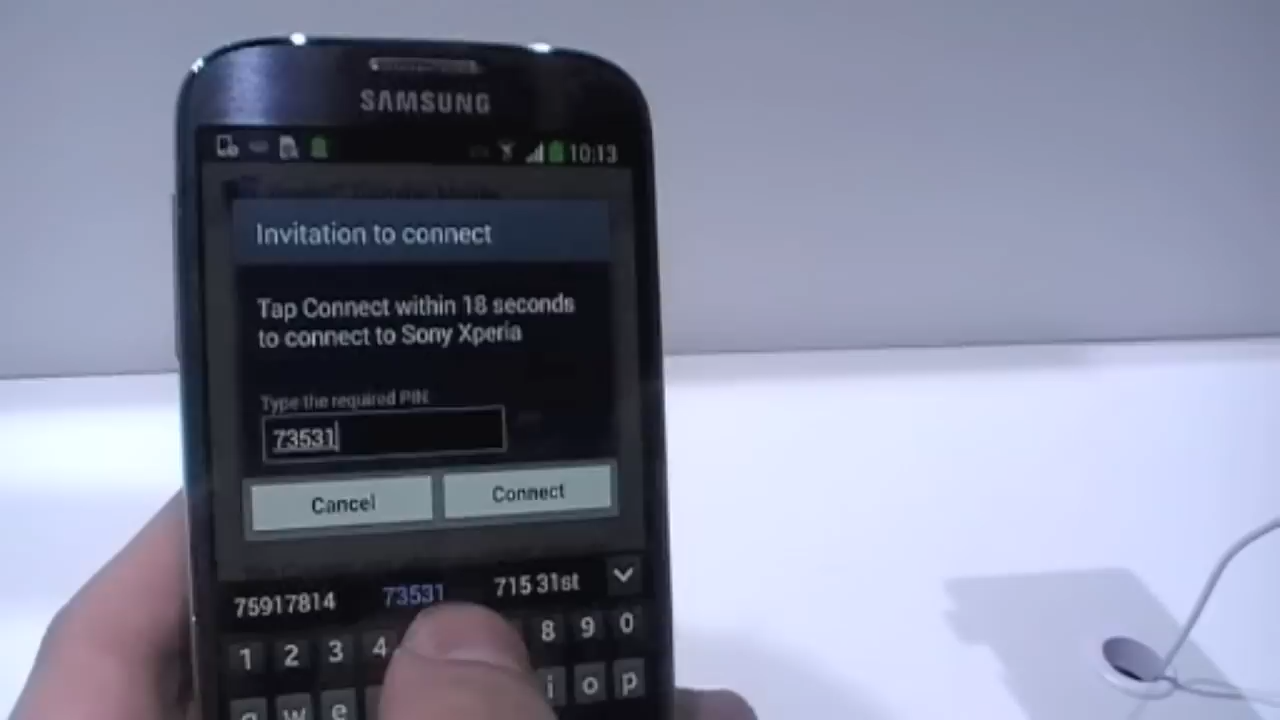 SAMSUNG
10:13
Invitation to connect
Tap Connect within 18 seconds
to connect to Sony Xperia
Type the required PIN:
73531
Cancel
Connect
75917814
73531
715 31st
1 2 3 4 8 9 0
q w e i o p